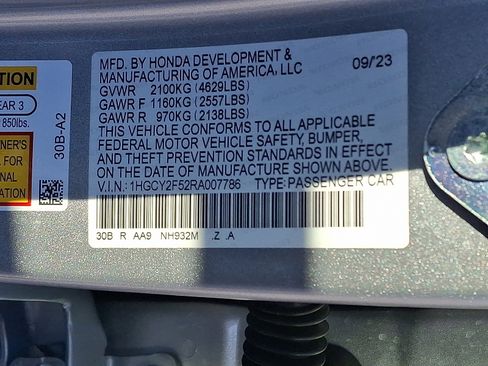 MFD. BY HONDA DEVELOPMENT &
MANUFACTURING OF AMERICA, LLC
09/23
GVWR 2100KG (4629LBS)
GAWR F 1160KG (2557LBS)
GAWR R 970KG (2138LBS)
THIS VEHICLE CONFORMS TO ALL APPLICABLE
FEDERAL MOTOR VEHICLE SAFETY, BUMPER,
AND THEFT PREVENTION STANDARDS IN EFFECT
ON THE DATE OF MANUFACTURE SHOWN ABOVE.
V.I.N.: 1HGCY2F52RA007786 TYPE: PASSENGER CAR
30B R AA9 NH932M .Z .A
TION
EAR 3
850lbs.
NER'S
L FOR
ONAL
TION
30B-A2